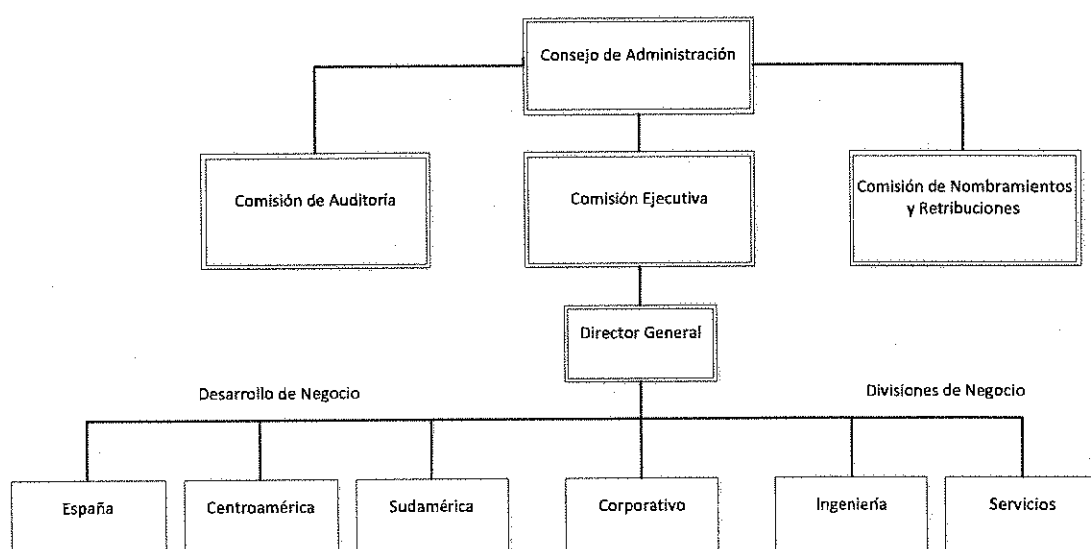 Consejo de Administración
Comisión de Auditoría
Comisión Ejecutiva
Comisión de Nombramientos
y Retribuciones
Director General
Desarrollo de Negocio
Divisiones de Negocio
España
Centroamérica
Sudamérica
Corporativo
Ingeniería
Servicios